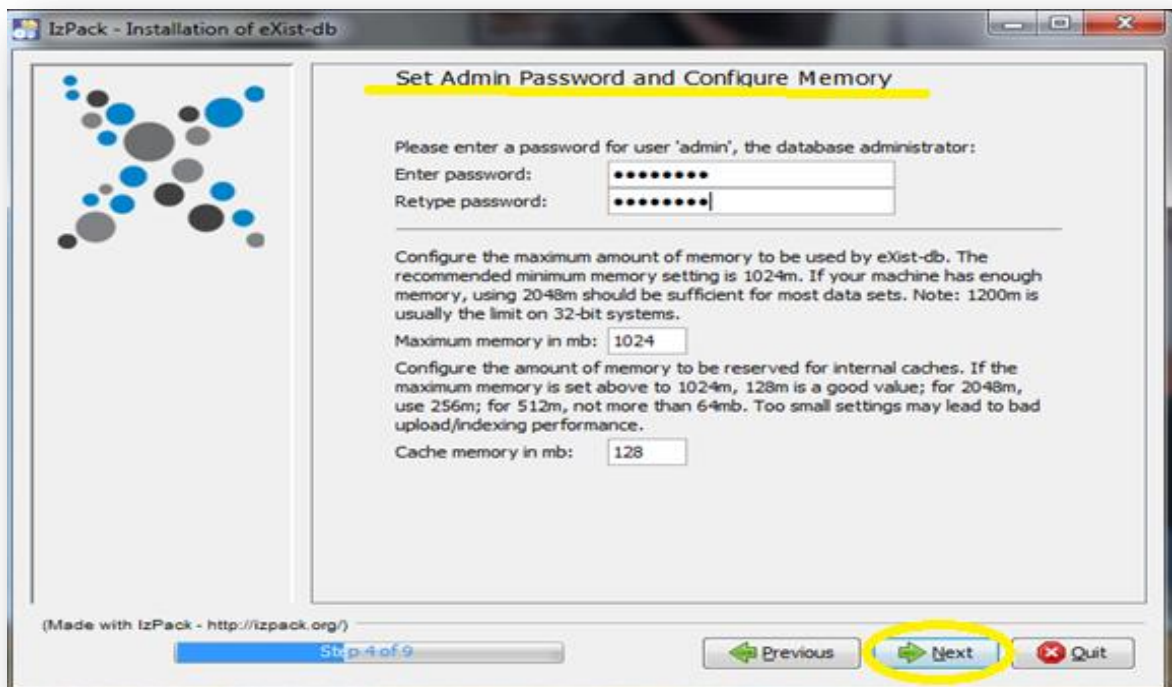 IzPack - Installation of eXist-db
Set Admin Password and Configure Memory
Please enter a password for user 'admin', the database administrator:
Enter password: ●●●●●●●●
Retype password: ●●●●●●●●
Configure the maximum amount of memory to be used by eXist-db. The
recommended minimum memory setting is 1024m. If your machine has enough
memory, using 2048m should be sufficient for most data sets. Note: 1200m is
usually the limit on 32-bit systems.
Maximum memory in mb: 1024
Configure the amount of memory to be reserved for internal caches. If the
maximum memory is set above to 1024m, 128m is a good value; for 2048m,
use 256m; for 512m, not more than 64mb. Too small settings may lead to bad
upload/indexing performance.
Cache memory in mb: 128
(Made with IzPack - http://izpack.org/)
Step 4 of 9
Previous Next Quit